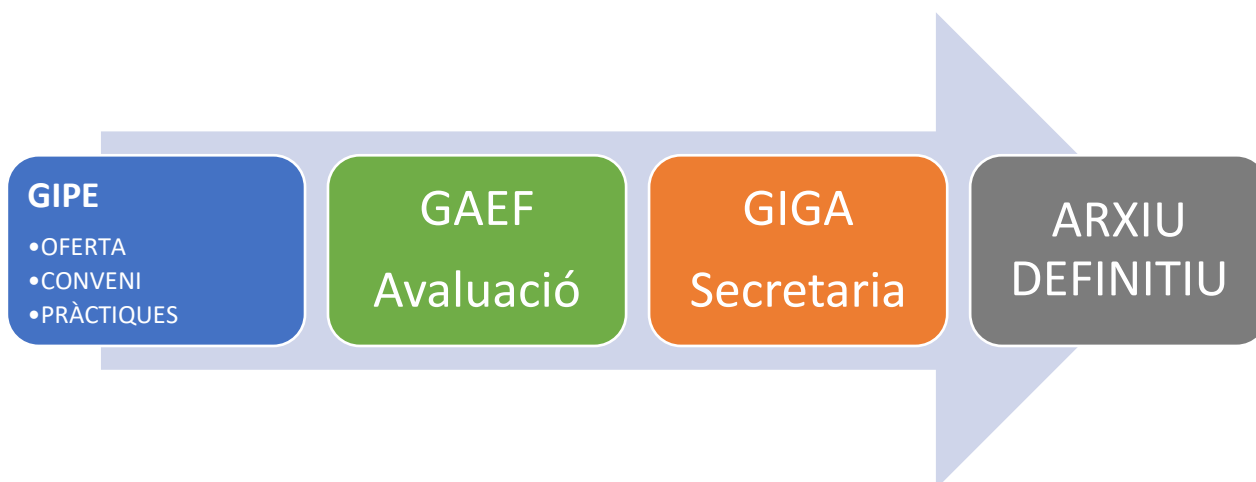 GIPE
•OFERTA
•CONVENI
•PRÀCTIQUES
GAEF
Avaluació
GIGA
Secretaria
ARXIU
DEFINITIU